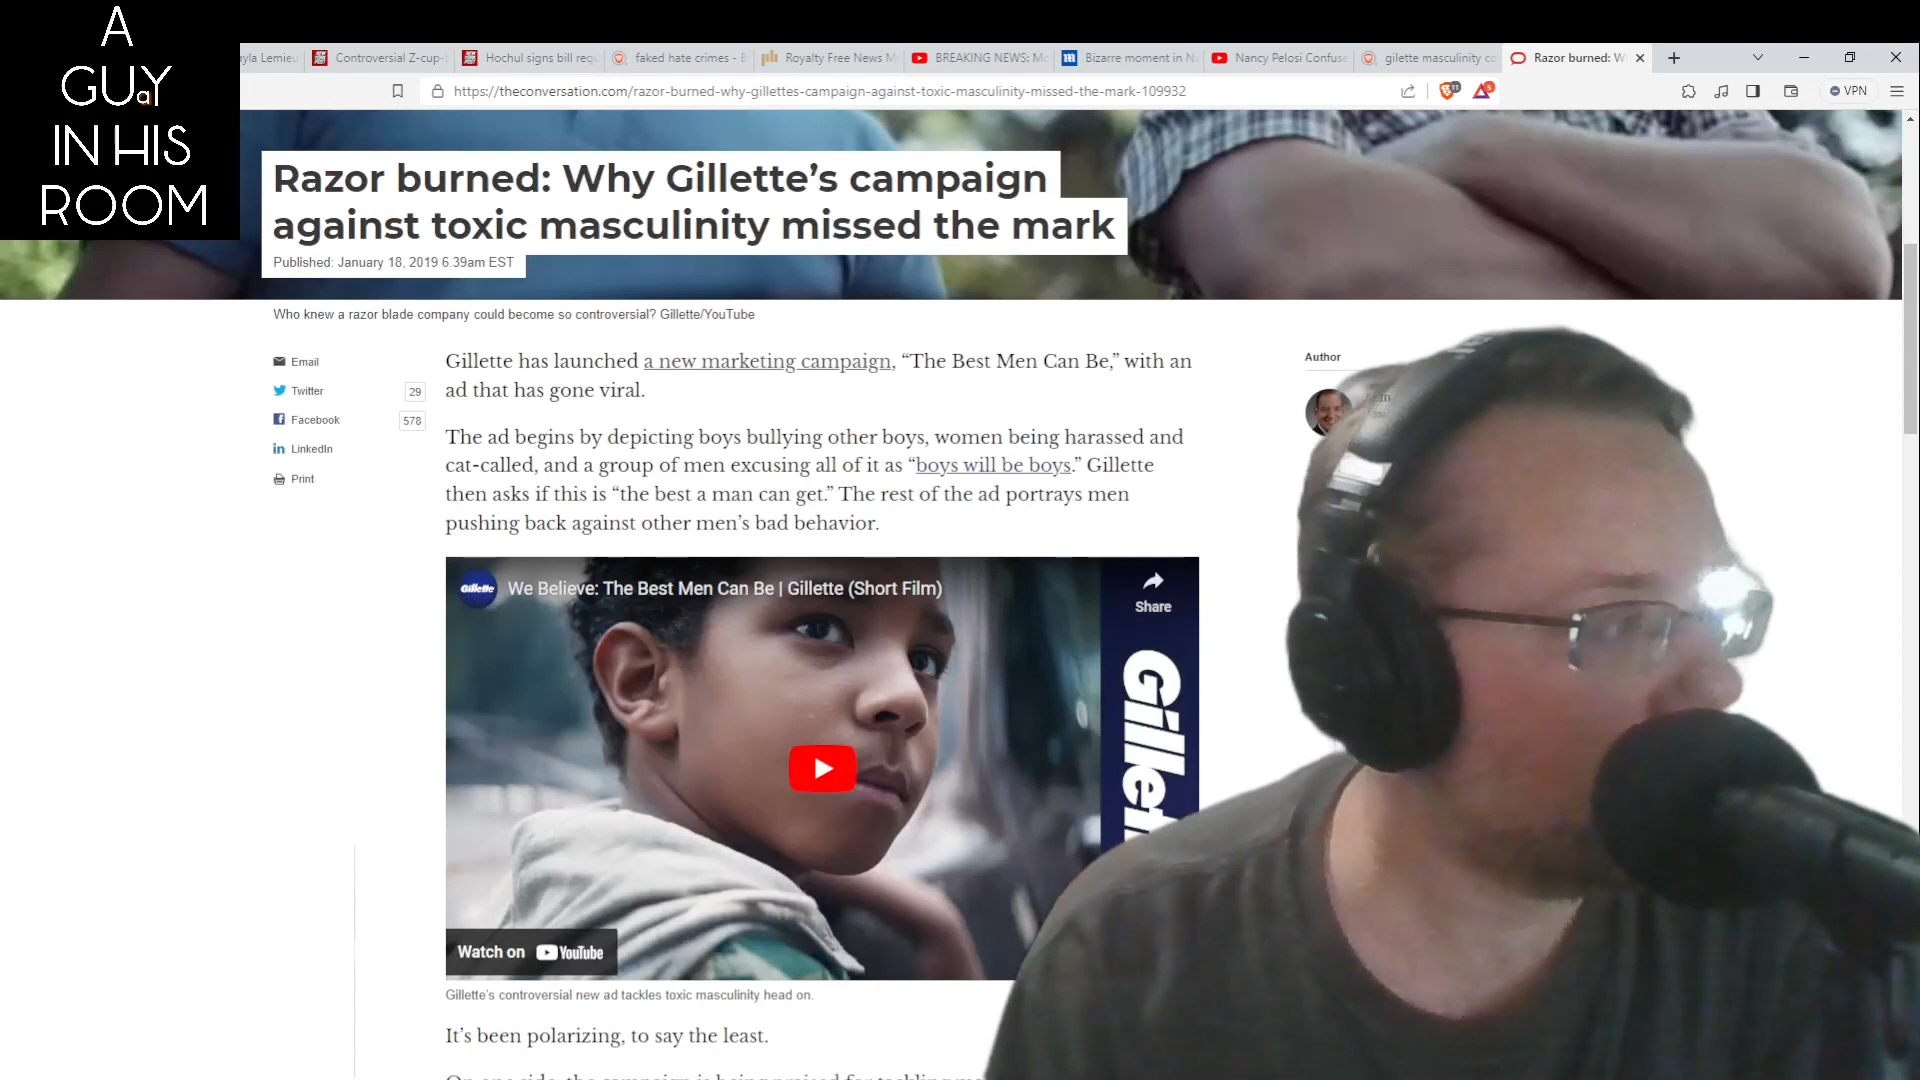 A
GUaY
IN HIS
ROOM
ayla Lemieu
Controversial Z-cup-
Hochul signs bill requ
faked hate crimes - B
Royalty Free News M
BREAKING NEWS: Mc
Bizarre moment in Na
Nancy Pelosi Confuse
gilette masculinity co
Razor burned: W
https://theconversation.com/razor-burned-why-gillettes-campaign-against-toxic-masculinity-missed-the-mark-109932
11
5
VPN
Razor burned: Why Gillette’s campaign
against toxic masculinity missed the mark
Published: January 18, 2019 6.39am EST
Who knew a razor blade company could become so controversial? Gillette/YouTube
Email
Twitter
29
Facebook
578
LinkedIn
Print
Gillette has launched a new marketing campaign, “The Best Men Can Be,” with an
ad that has gone viral.
The ad begins by depicting boys bullying other boys, women being harassed and
cat-called, and a group of men excusing all of it as “boys will be boys.” Gillette
then asks if this is “the best a man can get.” The rest of the ad portrays men
pushing back against other men’s bad behavior.
Author
Gillette
We Believe: The Best Men Can Be | Gillette (Short Film)
Share
Gillet
Watch on YouTube
Gillette’s controversial new ad tackles toxic masculinity head on.
It’s been polarizing, to say the least.